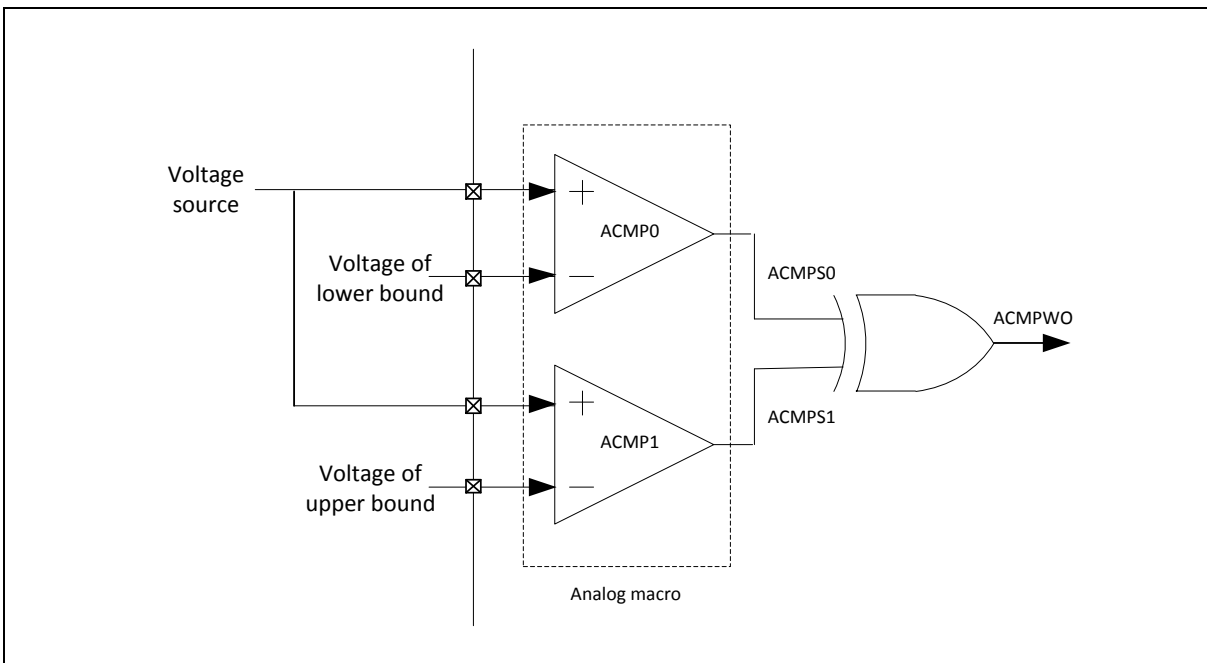 Voltage
source
+
ACMP0
Voltage of
lower bound
−
ACMPS0
ACMPWO
+
ACMP1
ACMPS1
Voltage of
upper bound
−
Analog macro